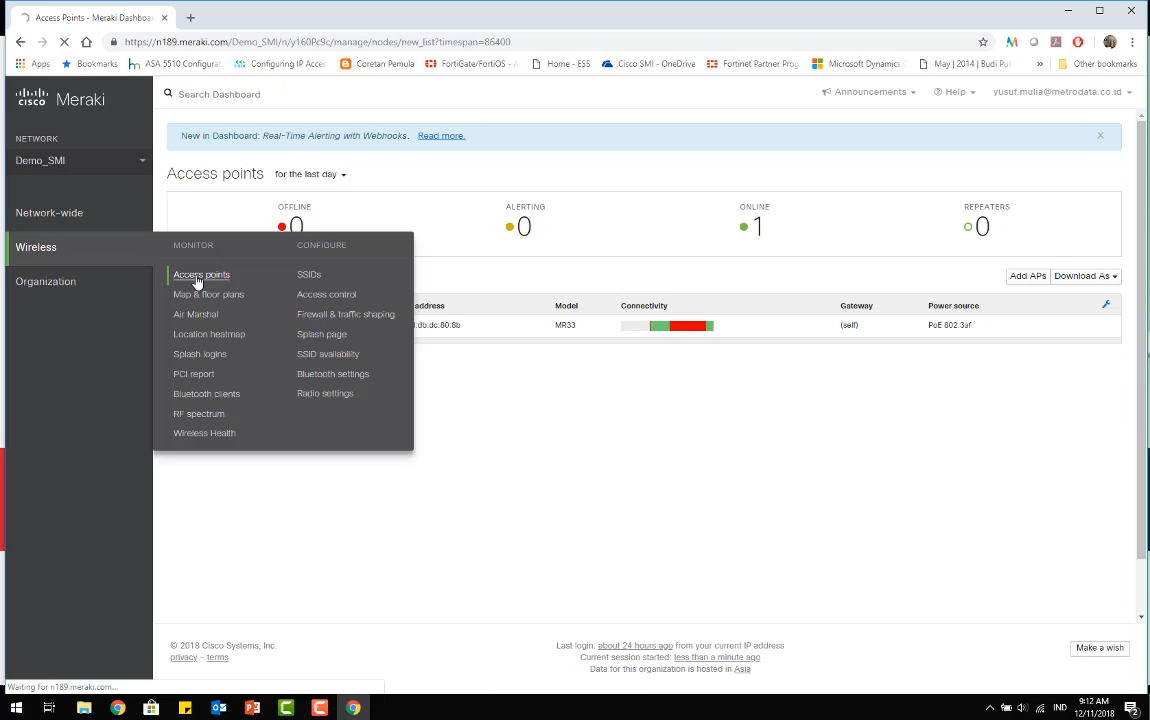 Access Points - Meraki Dashboa
https://n189.meraki.com/Demo_SMI/n/y160Pc9c/manage/nodes/new_list?timespan=86400
Apps
Bookmarks
ASA 5510 Configurat
Configuring IP Acces
Coretan Pemula
FortiGate/FortiOS - A
Home - ESS
Cisco SMI - OneDrive
Fortinet Partner Prog
Microsoft Dynamics
May | 2014 | Budi Put
»
Other bookmarks
cisco Meraki
Search Dashboard
Announcements
Help
yusuf.mulia@metrodata.co.id
NETWORK
Demo_SMI
Network-wide
Wireless
Organization
New in Dashboard: Real-Time Alerting with Webhooks. Read more.
Access points for the last day
OFFLINE
ALERTING
ONLINE
REPEATERS
0
0
1
0
MONITOR
Access points
Map & floor plans
Air Marshal
Location heatmap
Splash logins
PCI report
Bluetooth clients
RF spectrum
Wireless Health
CONFIGURE
SSIDs
Access control
Firewall & traffic shaping
Splash page
SSID availability
Bluetooth settings
Radio settings
Add APs
Download As
address
Model
Connectivity
Gateway
Power source
:db:dc:80:8b
MR33
(self)
PoE 802.3af
© 2018 Cisco Systems, Inc.
privacy - terms
Last login: about 24 hours ago from your current IP address
Current session started: less than a minute ago
Data for this organization is hosted in Asia
Make a wish
Waiting for n189.meraki.com...
IND
9:12 AM
12/11/2018
2